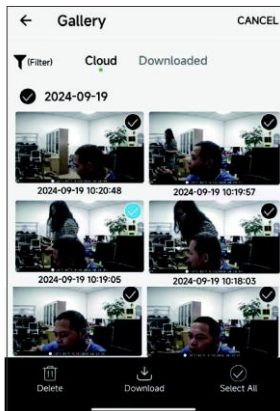 ← Gallery CANCEL
(Filter) Cloud Downloaded
2024-09-19
2024-09-19 10:20:48 2024-09-19 10:19:57
2024-09-19 10:19:05 2024-09-19 10:18:03
Delete Download Select All